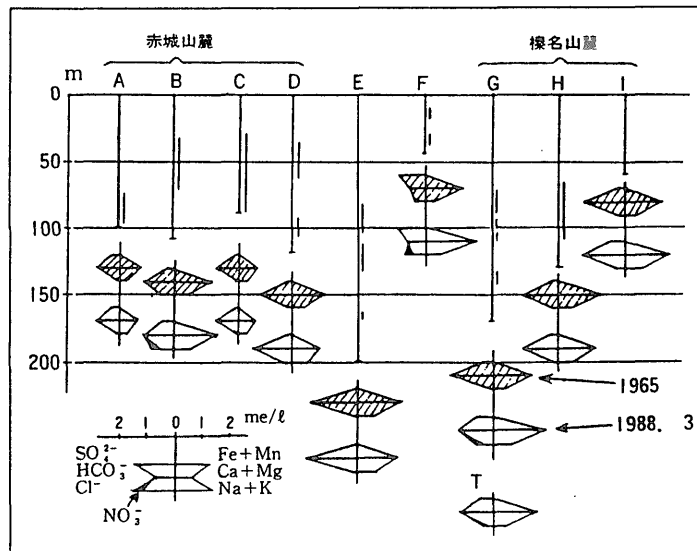 赤城山麓 榛名山麓
m A B C D E F G H I
0
50
100
150
200
1965
1988. 3
T
2 1 0 1 2 me/ℓ
SO₄²⁻ Fe+Mn
HCO₃⁻ Ca+Mg
Cl⁻ Na+K
NO₃⁻